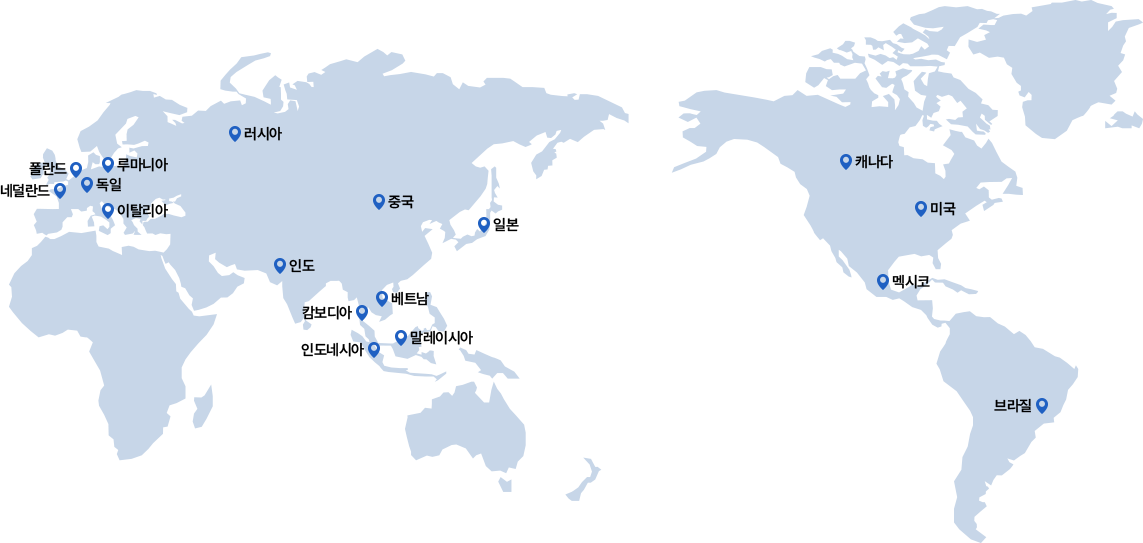 러시아
폴란드
루마니아
네덜란드
독일
이탈리아
중국
일본
인도
베트남
캄보디아
말레이시아
인도네시아
캐나다
미국
멕시코
브라질